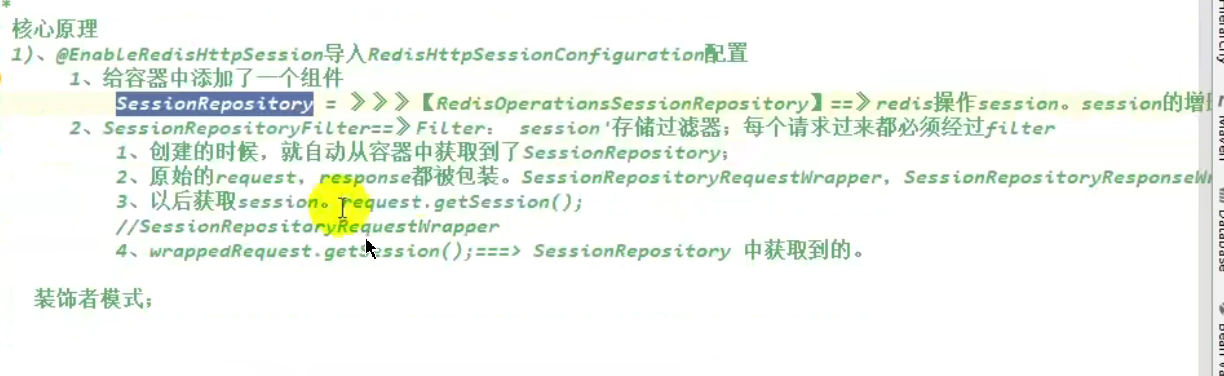 *
核心原理
1)、@EnableRedisHttpSession导入RedisHttpSessionConfiguration配置
1、给容器中添加了一个组件
SessionRepository = 》》》【RedisOperationsSessionRepository】==》redis操作session。session的增删
2、SessionRepositoryFilter==》Filter： session'存储过滤器；每个请求过来都必须经过filter
1、创建的时候，就自动从容器中获取到了SessionRepository；
2、原始的request，response都被包装。SessionRepositoryRequestWrapper，SessionRepositoryResponseWr
3、以后获取session。request.getSession();
//SessionRepositoryRequestWrapper
4、wrappedRequest.getSession();===> SessionRepository 中获取到的。
装饰者模式；
Hierarchy
Maven
Database